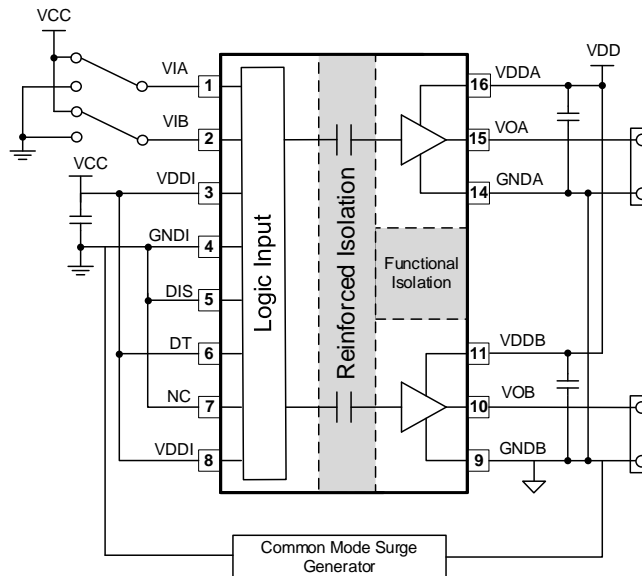 VCC
VDD
VIA
1
VDDA
16
VIB
2
VOA
15
VCC
VDDI
3
GNDA
14
GNDI
4
DIS
5
DT
6
NC
7
VDDI
8
Logic Input
Reinforced Isolation
Functional
Isolation
11
VDDB
10
VOB
9
GNDB
Common Mode Surge
Generator